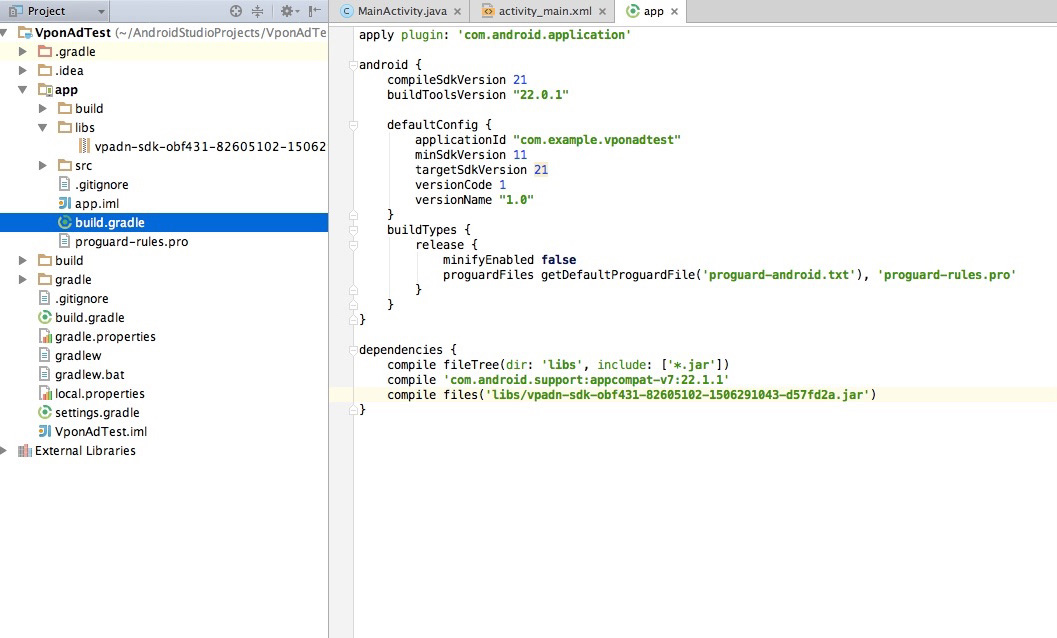 Project
MainActivity.java
activity_main.xml
app
VponAdTest (~/AndroidStudioProjects/VponAdTe
.gradle
.idea
app
build
libs
vpadn-sdk-obf431-82605102-15062
src
.gitignore
app.iml
build.gradle
proguard-rules.pro
build
gradle
.gitignore
build.gradle
gradle.properties
gradlew
gradlew.bat
local.properties
settings.gradle
VponAdTest.iml
External Libraries
apply plugin: 'com.android.application'
android {
compileSdkVersion 21
buildToolsVersion "22.0.1"
defaultConfig {
applicationId "com.example.vponadtest"
minSdkVersion 11
targetSdkVersion 21
versionCode 1
versionName "1.0"
}
buildTypes {
release {
minifyEnabled false
proguardFiles getDefaultProguardFile('proguard-android.txt'), 'proguard-rules.pro'
}
}
}
dependencies {
compile fileTree(dir: 'libs', include: ['*.jar'])
compile 'com.android.support:appcompat-v7:22.1.1'
compile files('libs/vpadn-sdk-obf431-82605102-1506291043-d57fd2a.jar')
}